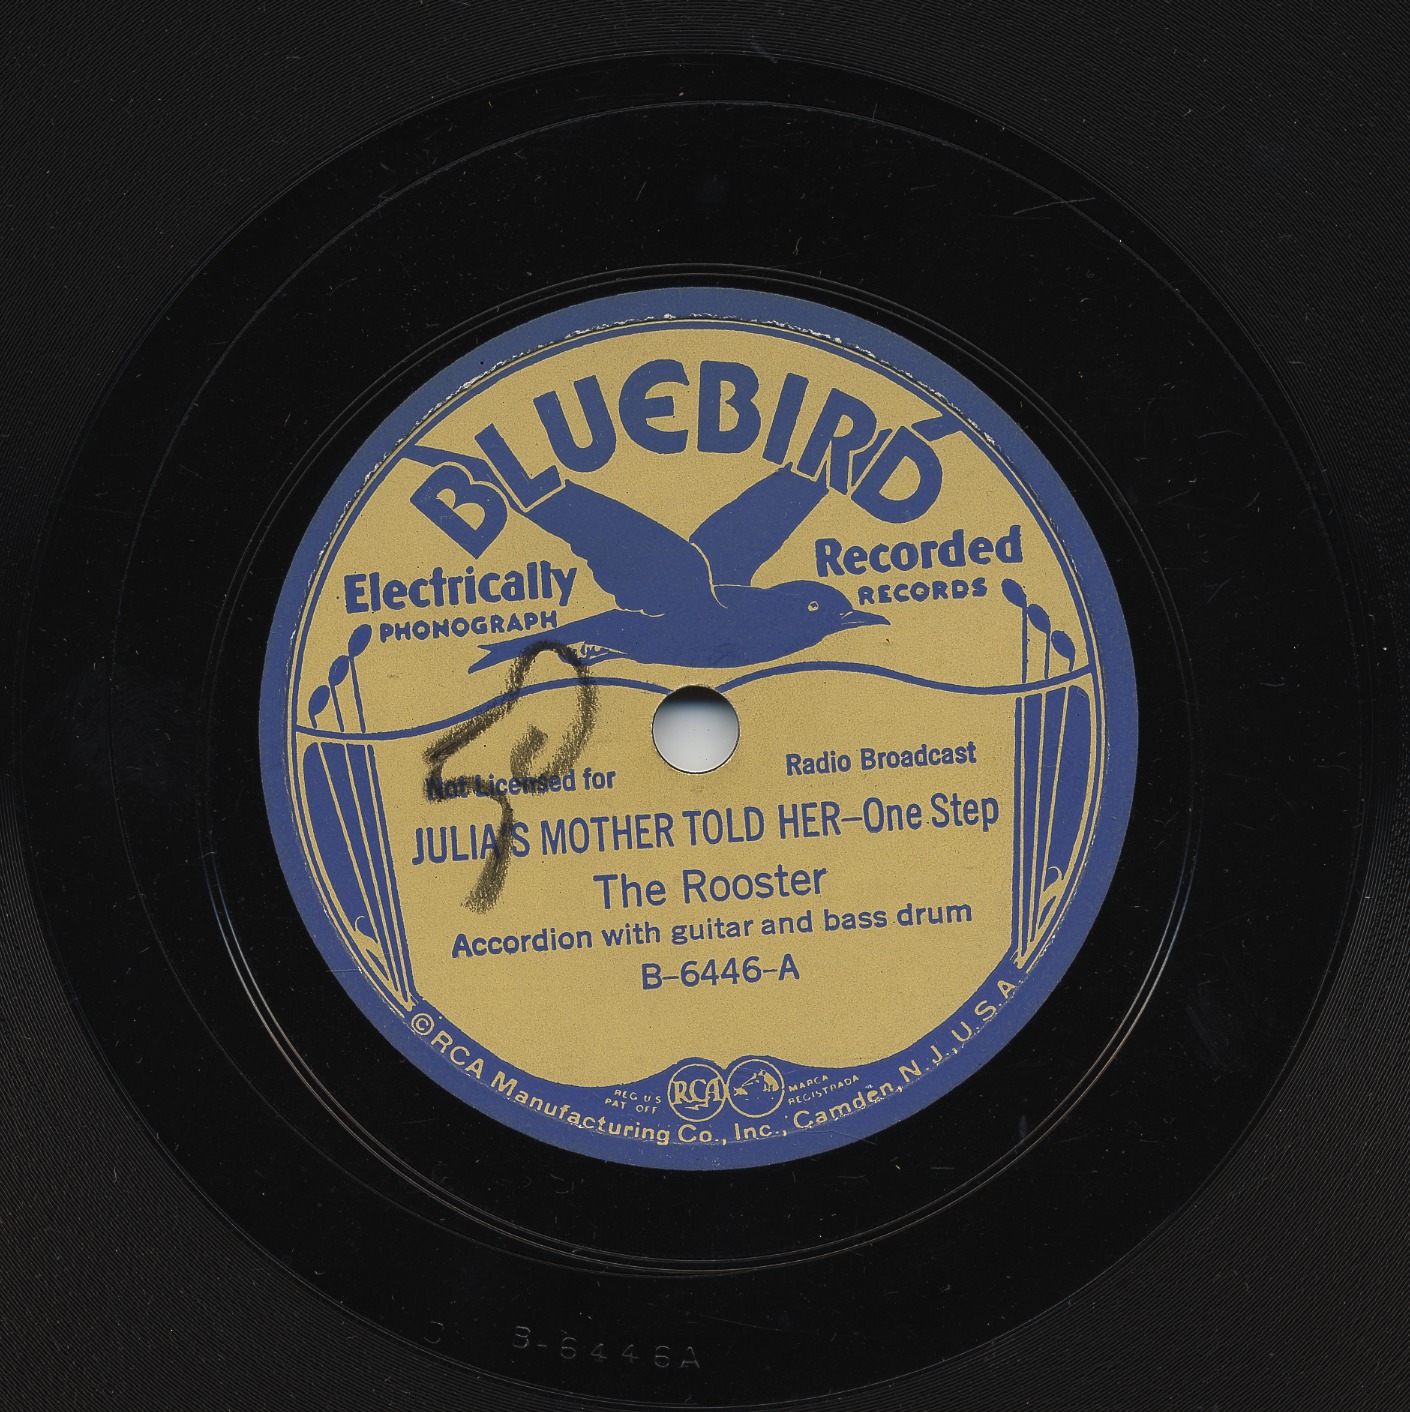 BLUEBIRD
Electrically Recorded
PHONOGRAPH RECORDS
50
Not Licensed for Radio Broadcast
JULIA'S MOTHER TOLD HER–One Step
The Rooster
Accordion with guitar and bass drum
B–6446–A
REG U S
PAT OFF
RCA
MARCA
REGISTRADA
© RCA Manufacturing Co., Inc., Camden, N. J., U. S. A.
B-6446A